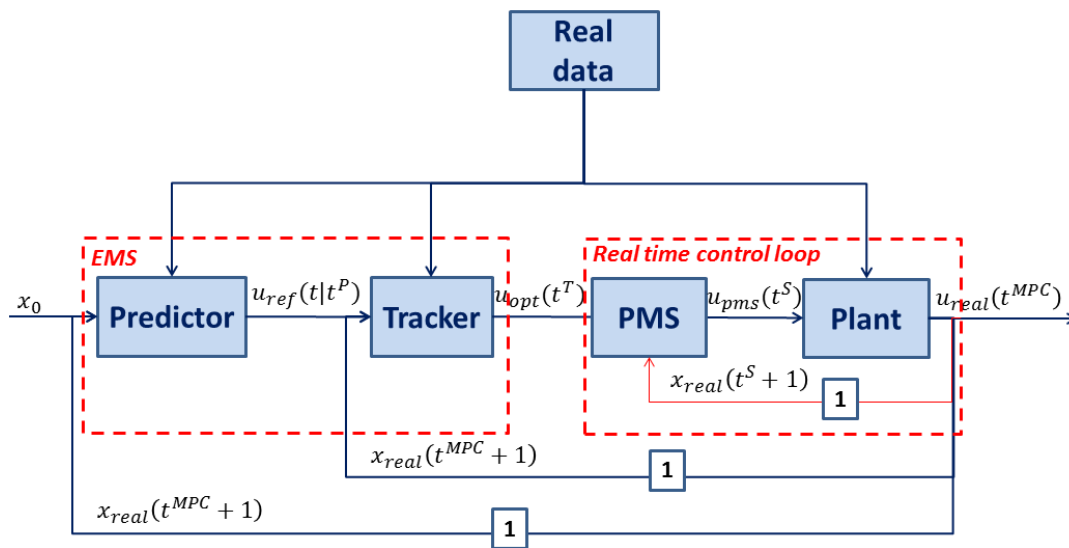 Real
data
EMS
Real time control loop
x₀
Predictor
u_ref(t|t^P)
Tracker
u_opt(t^T)
PMS
u_pms(t^S)
Plant
u_real(t^MPC)
x_real(t^S + 1)
1
x_real(t^MPC + 1)
1
x_real(t^MPC + 1)
1